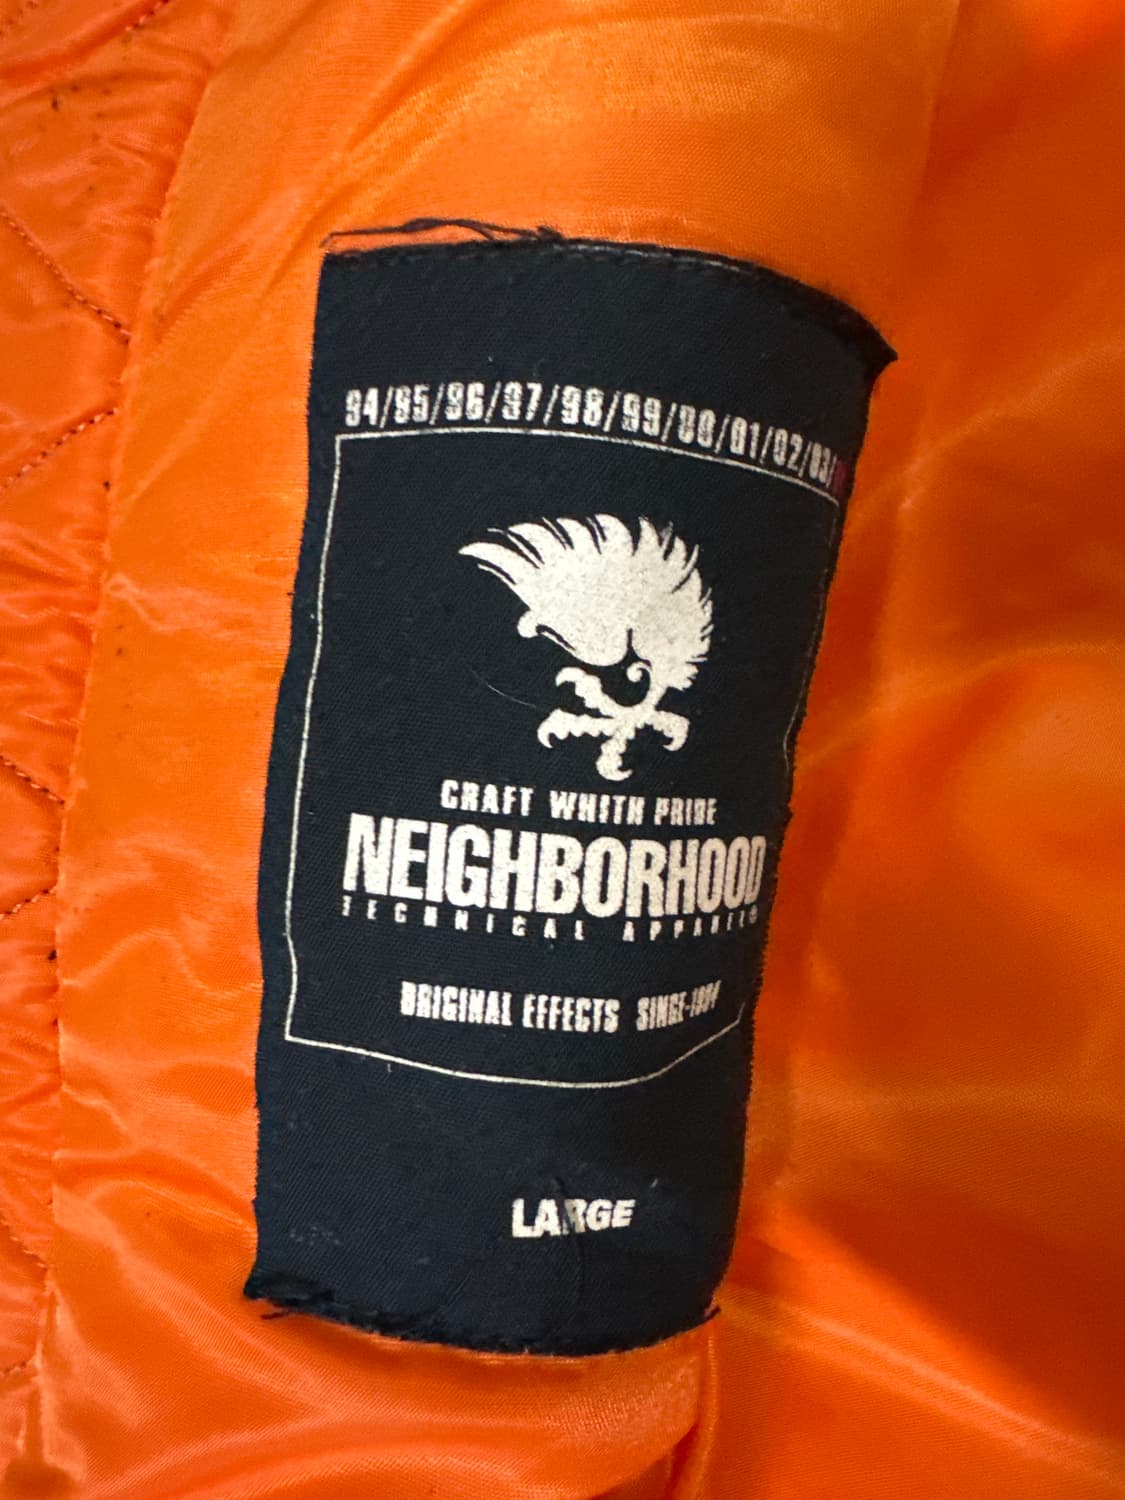 94/95/96/97/98/99/00/01/02/03/
CRAFT WHITH PRIDE
NEIGHBORHOOD
TECHNICAL APPAREL
ORIGINAL EFFECTS SINCE-1994
LARGE